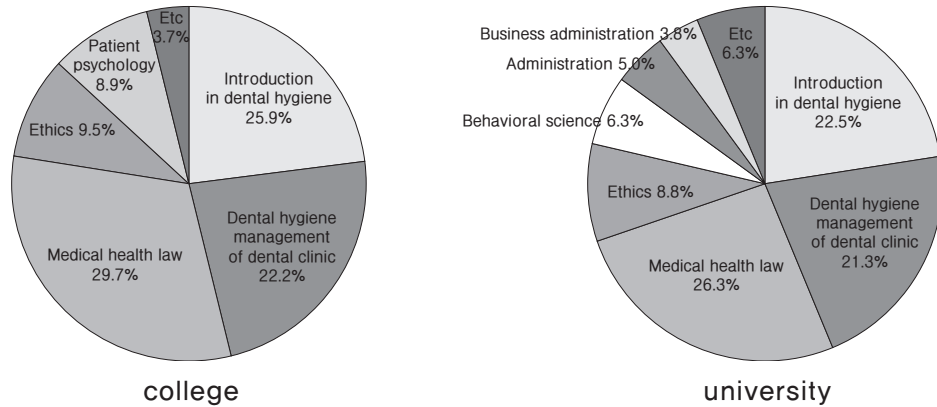 Etc
3.7%
Patient
psychology
8.9%
Introduction
in dental hygiene
25.9%
Ethics 9.5%
Dental hygiene
management
of dental clinic
22.2%
Medical health law
29.7%
college
Business administration 3.8%
Etc
6.3%
Administration 5.0%
Introduction
in dental hygiene
22.5%
Behavioral science 6.3%
Ethics 8.8%
Dental hygiene
management
of dental clinic
21.3%
Medical health law
26.3%
university